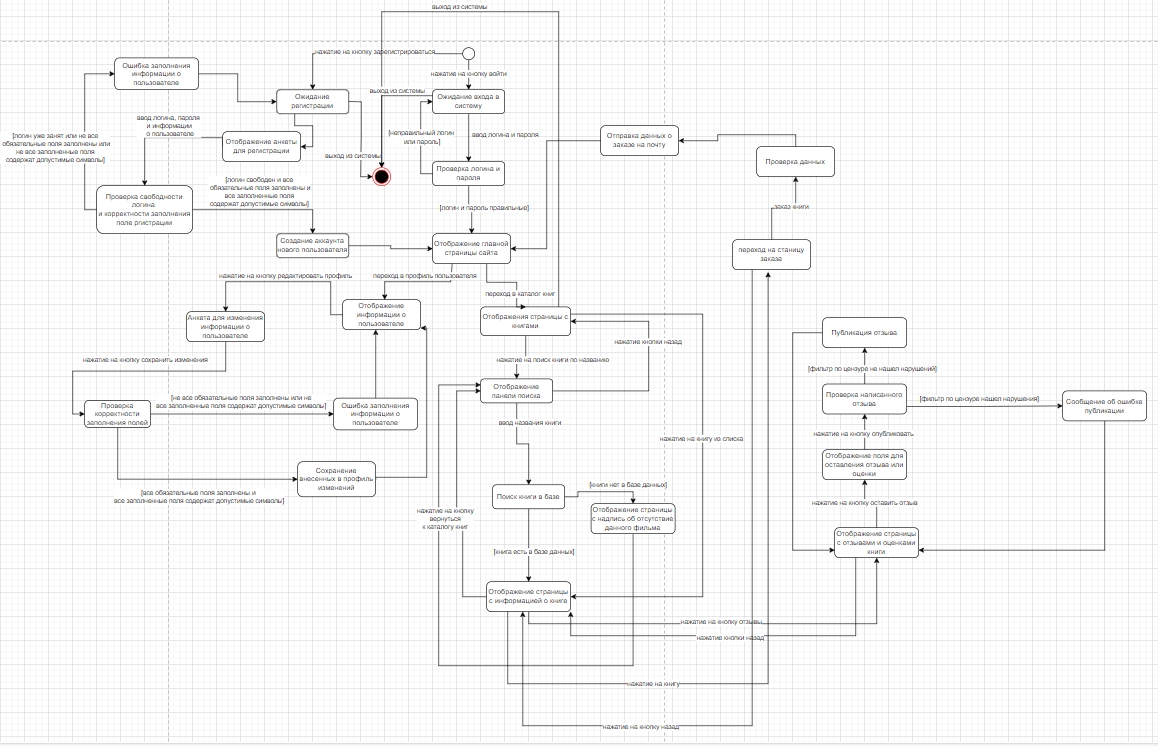 выход из системы
нажатие на кнопку зарегистрироваться
нажатие на кнопку войти
Ошибка заполнения
информации о
пользователе
Ожидание
регистрации
выход из системы
Ожидание входа в
систему
ввод логина, пароля
и информации
о пользователе
[логин уже занят или не все
обязательные поля заполнены или
не все заполненные поля
содержат допустимые символы]
Отображение анкеты
для регистрации
выход из системы
[неправильный логин
или пароль]
ввод логина и пароля
Отправка данных о
заказе на почту
Проверка данных
Проверка логина и
пароля
Проверка свободности
логина
и корректности заполнения
поле ргистрации
[логин свободен и все
обязательные поля заполнены и
все заполненные поля
содержат допустимые символы]
[логин и пароль правильные]
заказ книги
Создание аккаунта
нового пользователя
Отображение главной
страницы сайта
переход на станицу
заказа
нажатие на кнопку редактировать профиль
переход в профиль пользователя
переход в каталог книг
Анкета для изменения
информации о
пользователе
Отображение
информации о
пользователе
Отображения страницы с
книгами
нажатие кнопки назад
Публикация отзыва
нажатие на кнопку сохранить изменения
нажатие на поиск книги по названию
[фильтр по цензуре не нашел нарушений]
Проверка
корректности
заполнения полей
[не все обязательные поля заполнены или не
все заполненные поля содержат допустимые символы]
Ошибка заполнения
информации о
пользователе
Отображение
панели поиска
Проверка написанного
отзыва
[фильтр по цензуре нашел нарушения]
Сообщение об ошибке
публикации
ввод названия книги
нажатие на книгу из списка
нажатие на кнопку опубликовать
Отображение поля для
оставления отзыва или
оценки
Сохранение
внесенных в профиль
изменений
[все обязательные поля заполнены и
все заполненные поля содержат допустимые символы]
Поиск книги в базе
[книги нет в базе данных]
Отображение страницы
с надпись об отсутствие
данного фильма
нажатие на кнопку
вернуться
к каталогу книг
нажатие на кнопку оставить отзыв
[книга есть в базе данных]
Отображение страницы
с отзывами и оценками
книги
Отображение страницы
с информацией о книге
нажатие на кнопку отзывы
нажатие кнопки назад
нажатие на книгу
нажатие на кнопку назад